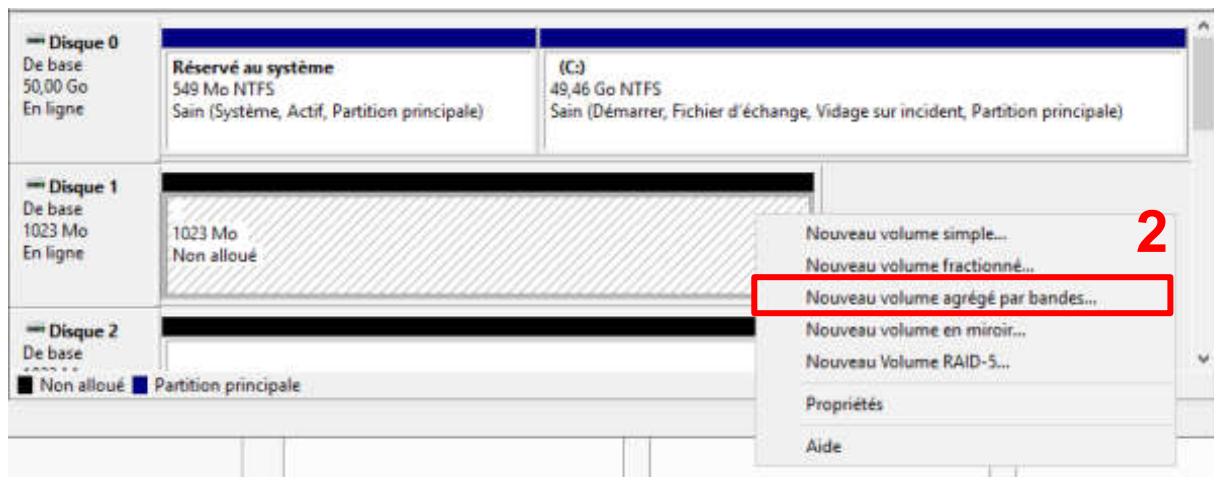 Disque 0
De base
50,00 Go
En ligne
Réservé au système
549 Mo NTFS
Sain (Système, Actif, Partition principale)
(C:)
49,46 Go NTFS
Sain (Démarrer, Fichier d'échange, Vidage sur incident, Partition principale)
Disque 1
De base
1023 Mo
En ligne
1023 Mo
Non alloué
2
Nouveau volume simple...
Nouveau volume fractionné...
Nouveau volume agrégé par bandes...
Nouveau volume en miroir...
Nouveau Volume RAID-5...
Propriétés
Aide
Disque 2
De base
Non alloué
Partition principale